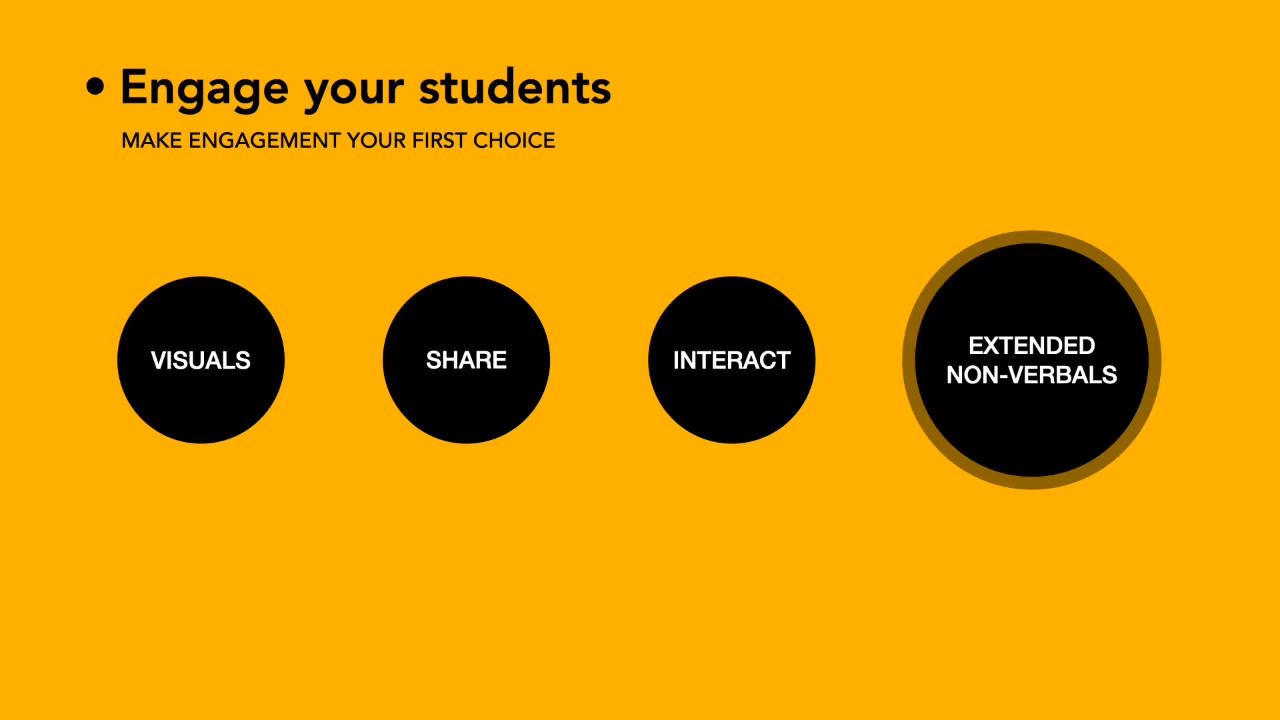 • Engage your students
MAKE ENGAGEMENT YOUR FIRST CHOICE
VISUALS
SHARE
INTERACT
EXTENDED
NON-VERBALS